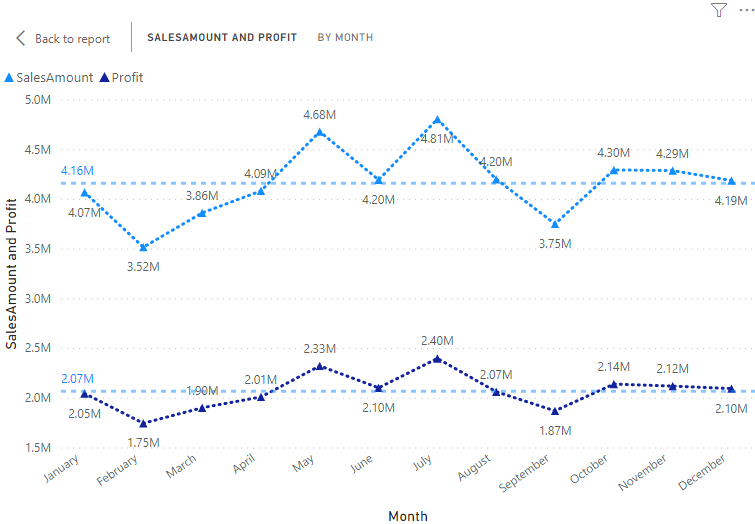 Back to report
SALESAMOUNT AND PROFIT
BY MONTH
SalesAmount
Profit
SalesAmount and Profit
5.0M
4.5M
4.0M
3.5M
3.0M
2.5M
2.0M
1.5M
4.16M
4.07M
3.52M
3.86M
4.09M
4.68M
4.20M
4.81M
4.20M
3.75M
4.30M
4.29M
4.19M
2.07M
2.05M
1.75M
1.90M
2.01M
2.33M
2.10M
2.40M
2.07M
1.87M
2.14M
2.12M
2.10M
January
February
March
April
May
June
July
August
September
October
November
December
Month